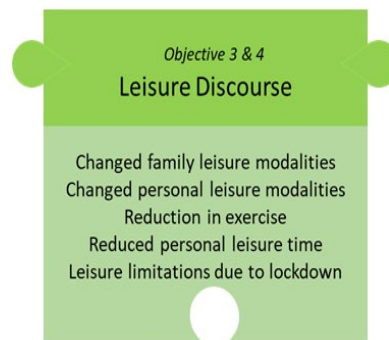 Objective 3 & 4
Leisure Discourse
Changed family leisure modalities
Changed personal leisure modalities
Reduction in exercise
Reduced personal leisure time
Leisure limitations due to lockdown